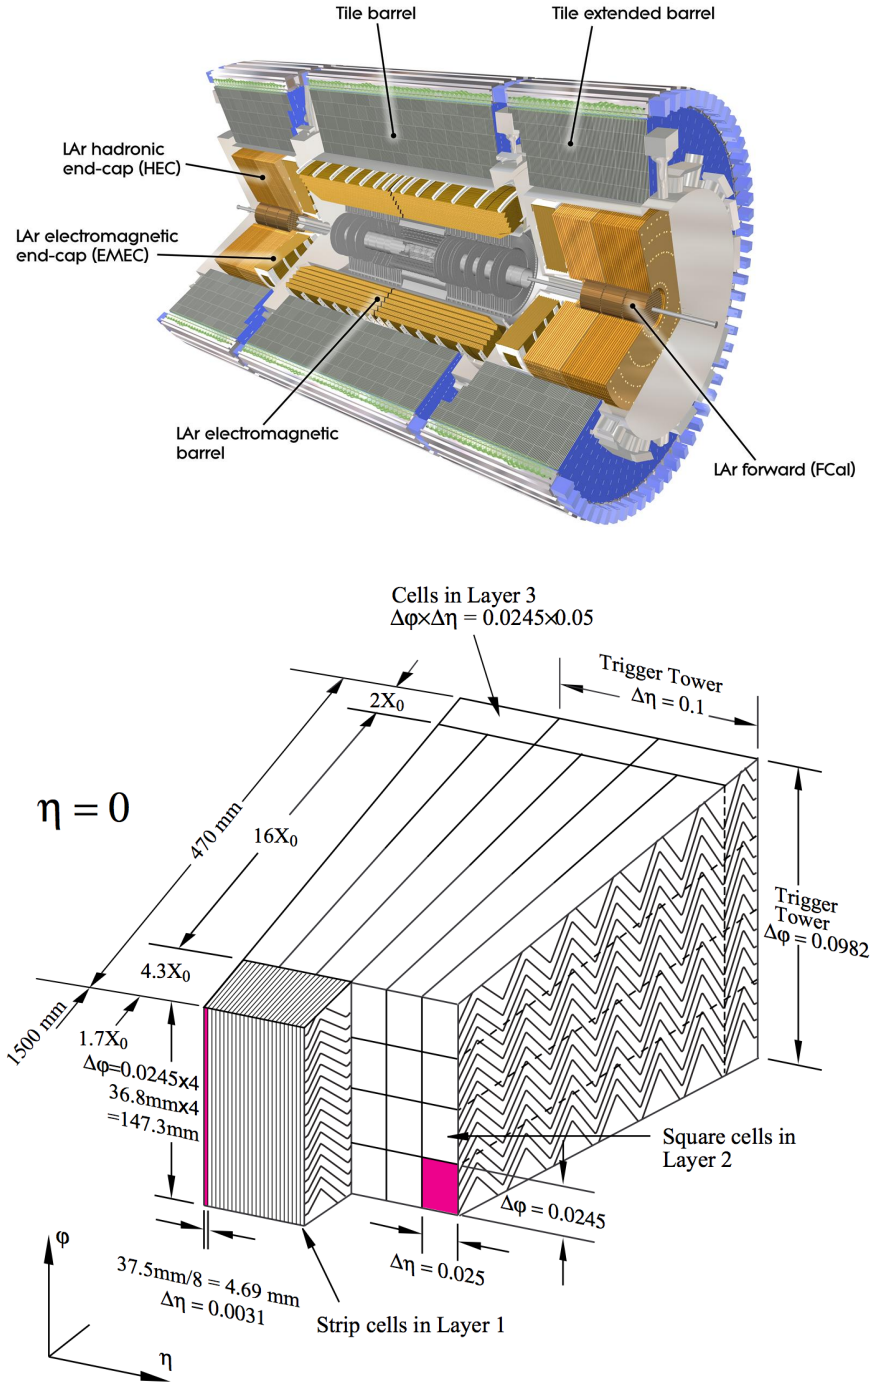 Tile barrel
Tile extended barrel
LAr hadronic
end-cap (HEC)
LAr electromagnetic
end-cap (EMEC)
LAr electromagnetic
barrel
LAr forward (FCal)
Cells in Layer 3
Δφ×Δη = 0.0245×0.05
Trigger Tower
Δη = 0.1
2X₀
η = 0
470 mm
16X₀
Trigger
Tower
Δφ = 0.0982
4.3X₀
1500 mm
1.7X₀
Δφ=0.0245x4
36.8mmx4
=147.3mm
Square cells in
Layer 2
Δφ = 0.0245
Δη = 0.025
37.5mm/8 = 4.69 mm
Δη = 0.0031
Strip cells in Layer 1
φ
η